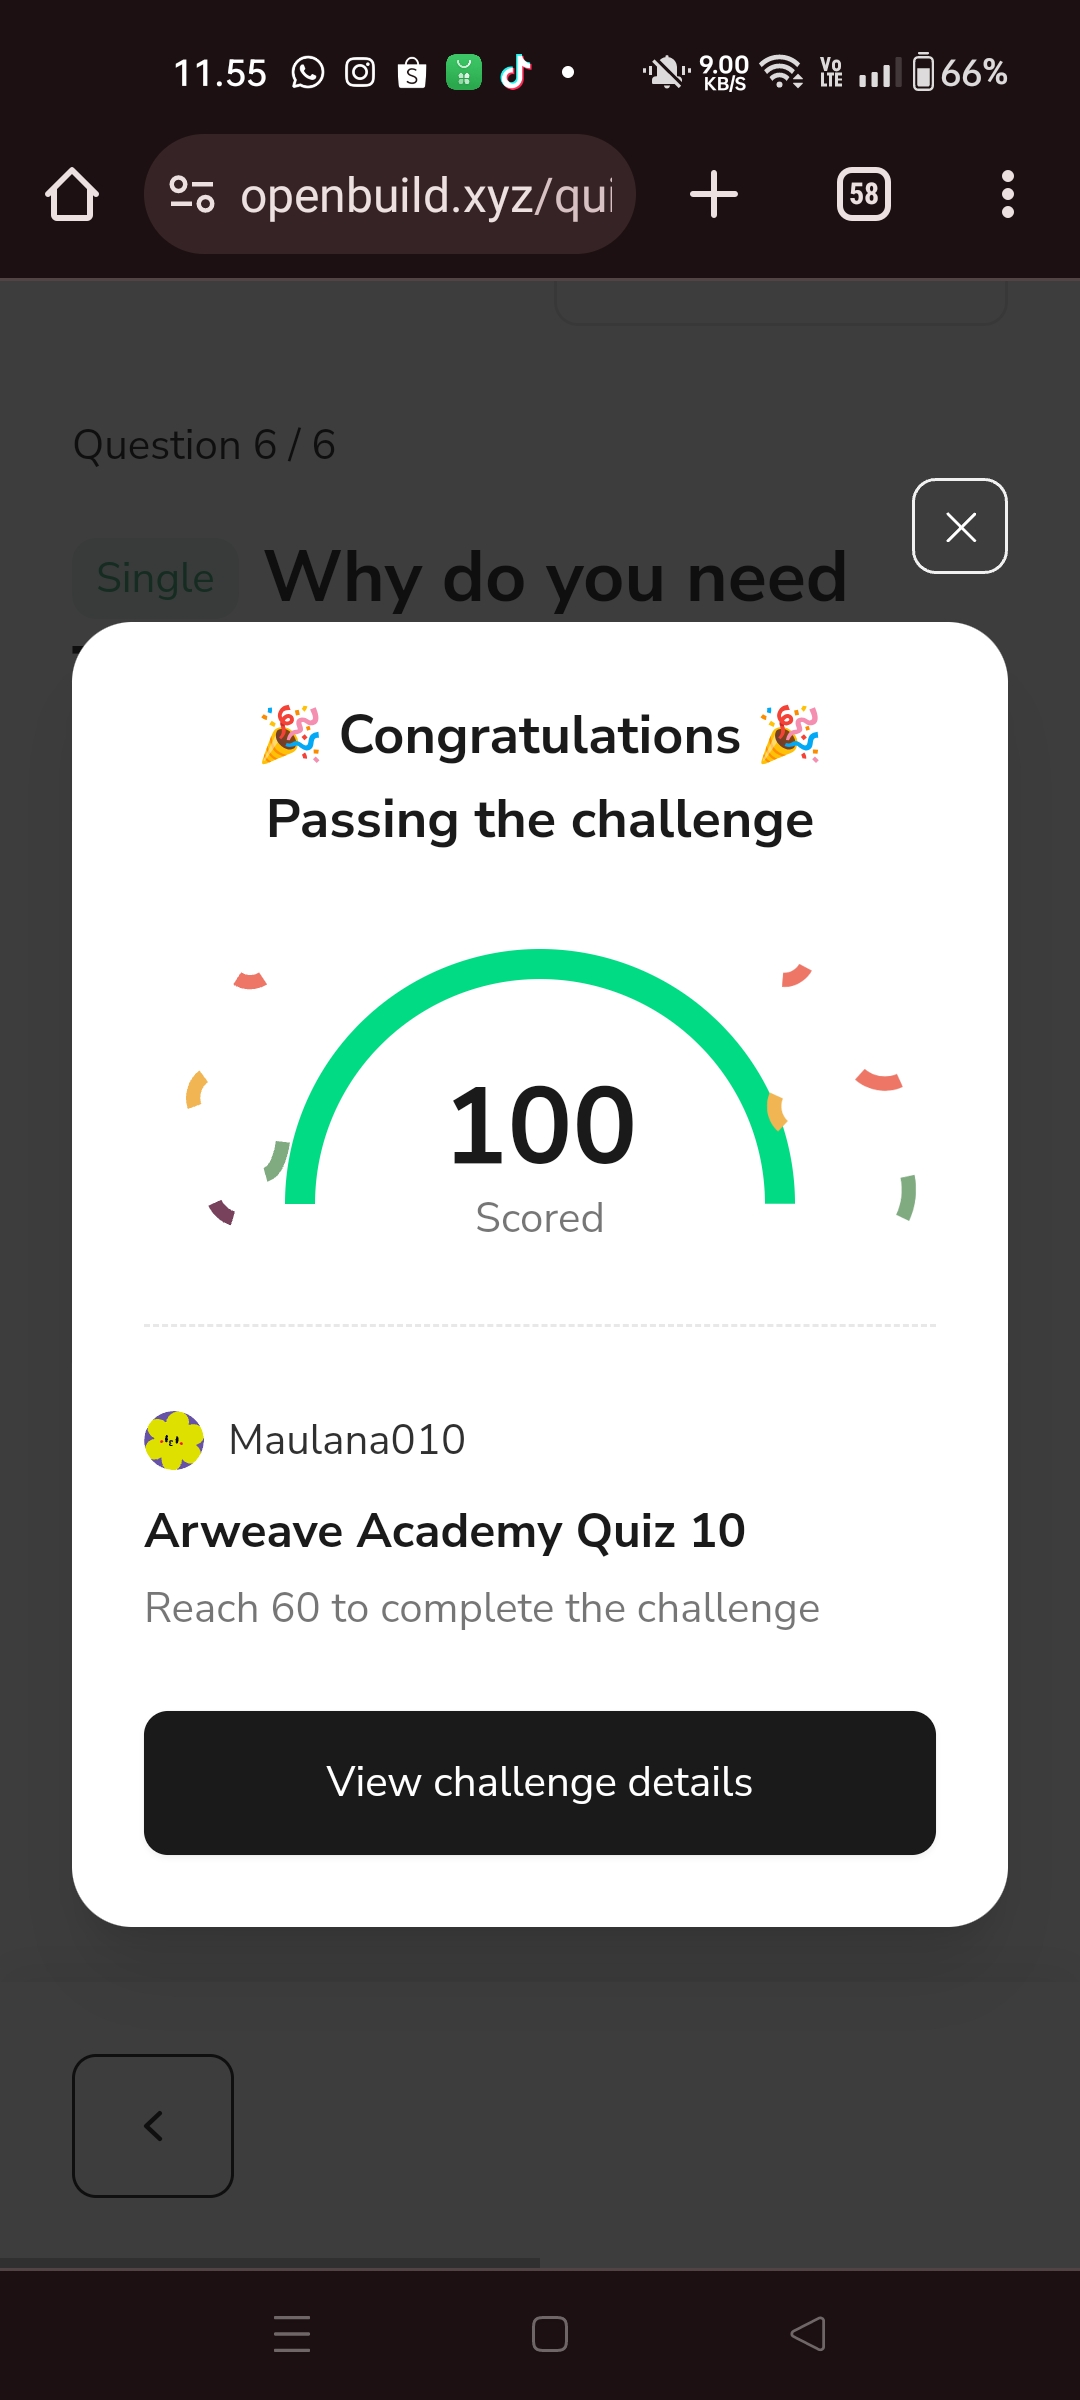 11.55
9.00
KB/S
Vo
LTE
66%
openbuild.xyz/qui
58
Question 6 / 6
Single Why do you need
🎉 Congratulations 🎉
Passing the challenge
100
Scored
Maulana010
Arweave Academy Quiz 10
Reach 60 to complete the challenge
View challenge details